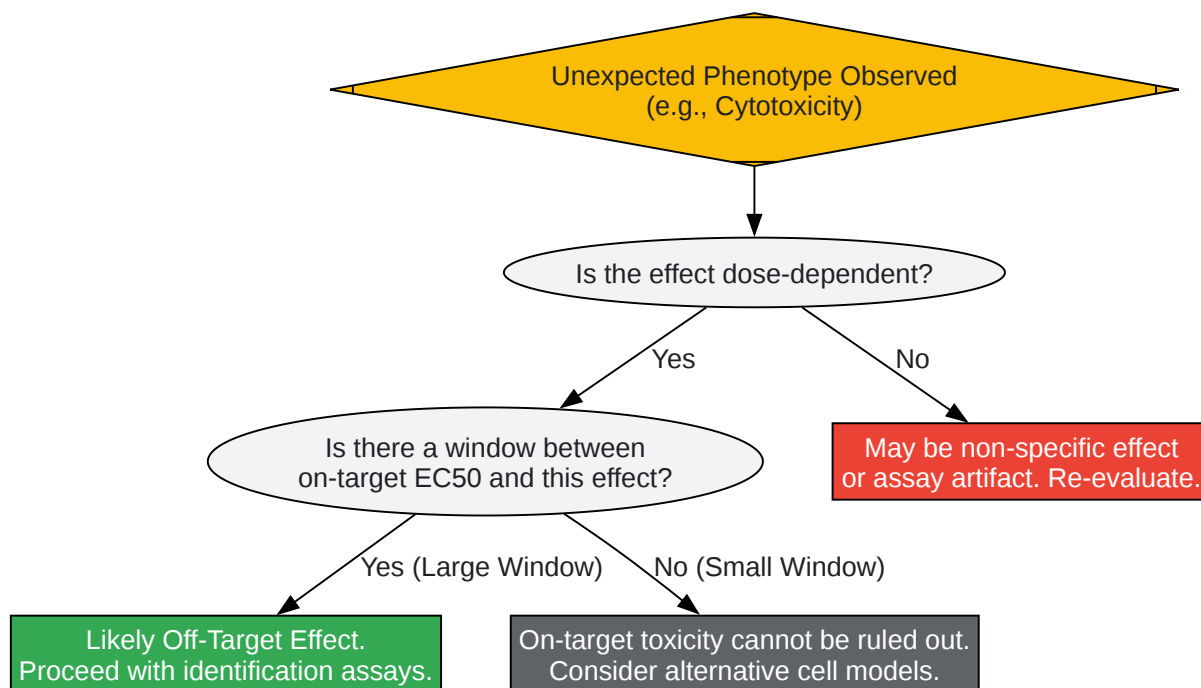 Unexpected Phenotype Observed
(e.g., Cytotoxicity)
Is the effect dose-dependent?
Yes
No
Is there a window between
on-target EC50 and this effect?
May be non-specific effect
or assay artifact. Re-evaluate.
Yes (Large Window)
No (Small Window)
Likely Off-Target Effect.
Proceed with identification assays.
On-target toxicity cannot be ruled out.
Consider alternative cell models.